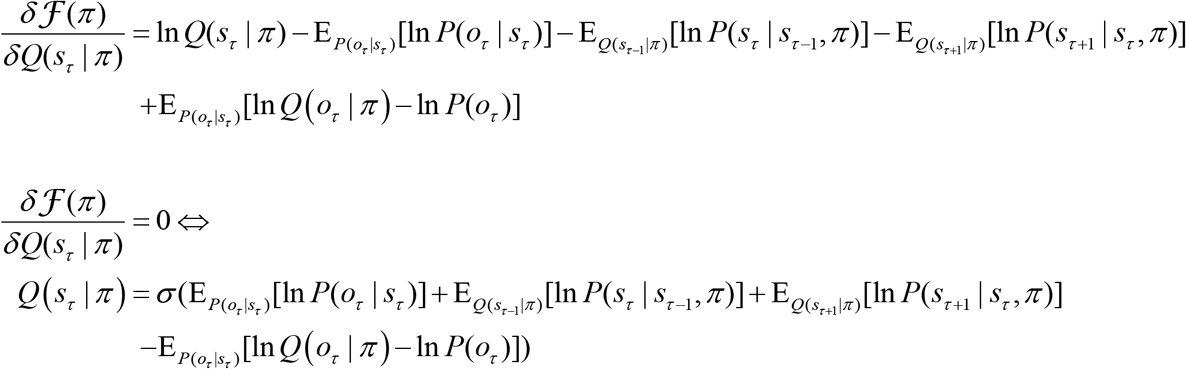 δℱ(π)/δQ(s_τ | π) = ln Q(s_τ | π) − E_{P(o_τ|s_τ)}[ln P(o_τ | s_τ)] − E_{Q(s_{τ−1}|π)}[ln P(s_τ | s_{τ−1}, π)] − E_{Q(s_{τ+1}|π)}[ln P(s_{τ+1} | s_τ, π)]
+E_{P(o_τ|s_τ)}[ln Q(o_τ | π) − ln P(o_τ)]
δℱ(π)/δQ(s_τ | π) = 0 ⇔
Q(s_τ | π) = σ(E_{P(o_τ|s_τ)}[ln P(o_τ | s_τ)] + E_{Q(s_{τ−1}|π)}[ln P(s_τ | s_{τ−1}, π)] + E_{Q(s_{τ+1}|π)}[ln P(s_{τ+1} | s_τ, π)]
−E_{P(o_τ|s_τ)}[ln Q(o_τ | π) − ln P(o_τ)])